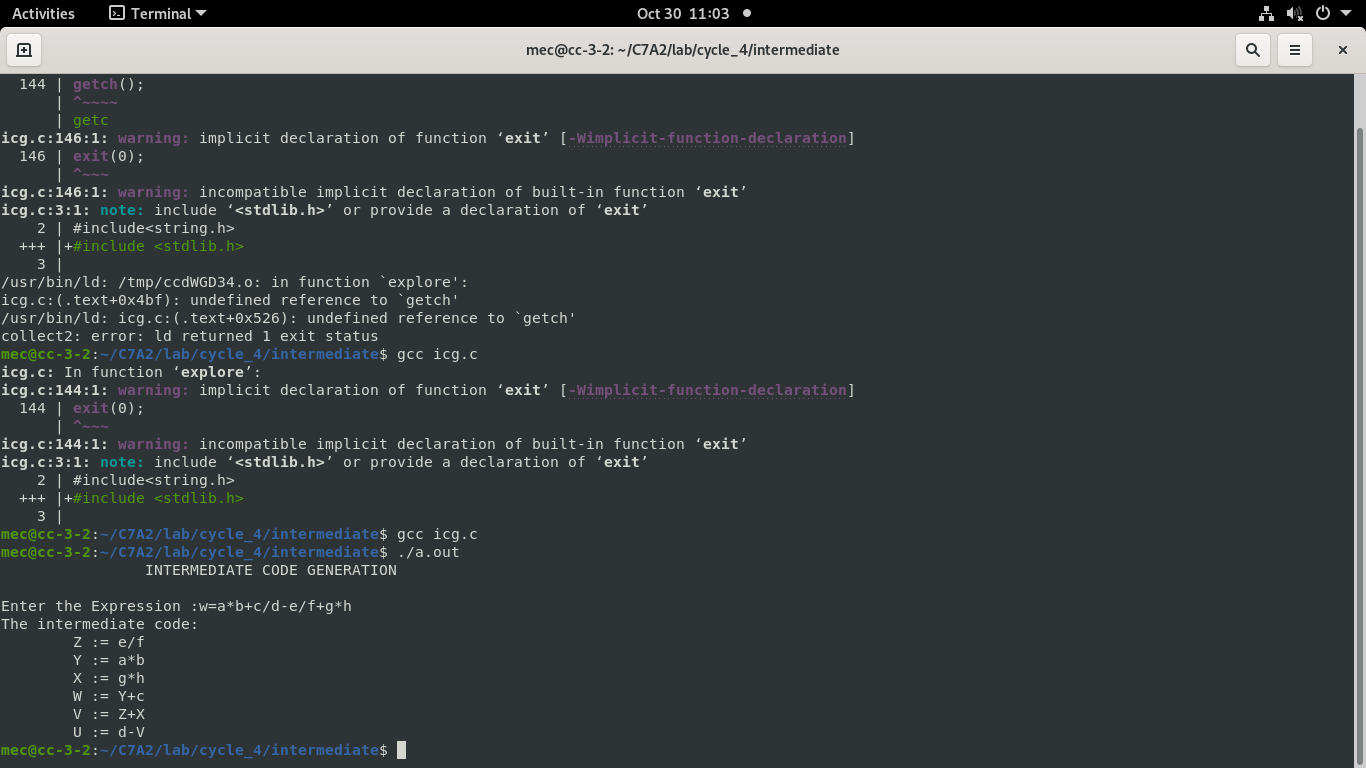 Activities Terminal Oct 30 11:03
mec@cc-3-2: ~/C7A2/lab/cycle_4/intermediate
  144 | getch();
      | ^~~~~
      | getc
icg.c:146:1: warning: implicit declaration of function ‘exit’ [-Wimplicit-function-declaration]
  146 | exit(0);
      | ^~~~
icg.c:146:1: warning: incompatible implicit declaration of built-in function ‘exit’
icg.c:3:1: note: include ‘<stdlib.h>’ or provide a declaration of ‘exit’
    2 | #include<string.h>
  +++ |+#include <stdlib.h>
    3 |
/usr/bin/ld: /tmp/ccdWGD34.o: in function `explore':
icg.c:(.text+0x4bf): undefined reference to `getch'
/usr/bin/ld: icg.c:(.text+0x526): undefined reference to `getch'
collect2: error: ld returned 1 exit status
mec@cc-3-2:~/C7A2/lab/cycle_4/intermediate$ gcc icg.c
icg.c: In function ‘explore’:
icg.c:144:1: warning: implicit declaration of function ‘exit’ [-Wimplicit-function-declaration]
  144 | exit(0);
      | ^~~~
icg.c:144:1: warning: incompatible implicit declaration of built-in function ‘exit’
icg.c:3:1: note: include ‘<stdlib.h>’ or provide a declaration of ‘exit’
    2 | #include<string.h>
  +++ |+#include <stdlib.h>
    3 |
mec@cc-3-2:~/C7A2/lab/cycle_4/intermediate$ gcc icg.c
mec@cc-3-2:~/C7A2/lab/cycle_4/intermediate$ ./a.out
                INTERMEDIATE CODE GENERATION
Enter the Expression :w=a*b+c/d-e/f+g*h
The intermediate code:
        Z := e/f
        Y := a*b
        X := g*h
        W := Y+c
        V := Z+X
        U := d-V
mec@cc-3-2:~/C7A2/lab/cycle_4/intermediate$